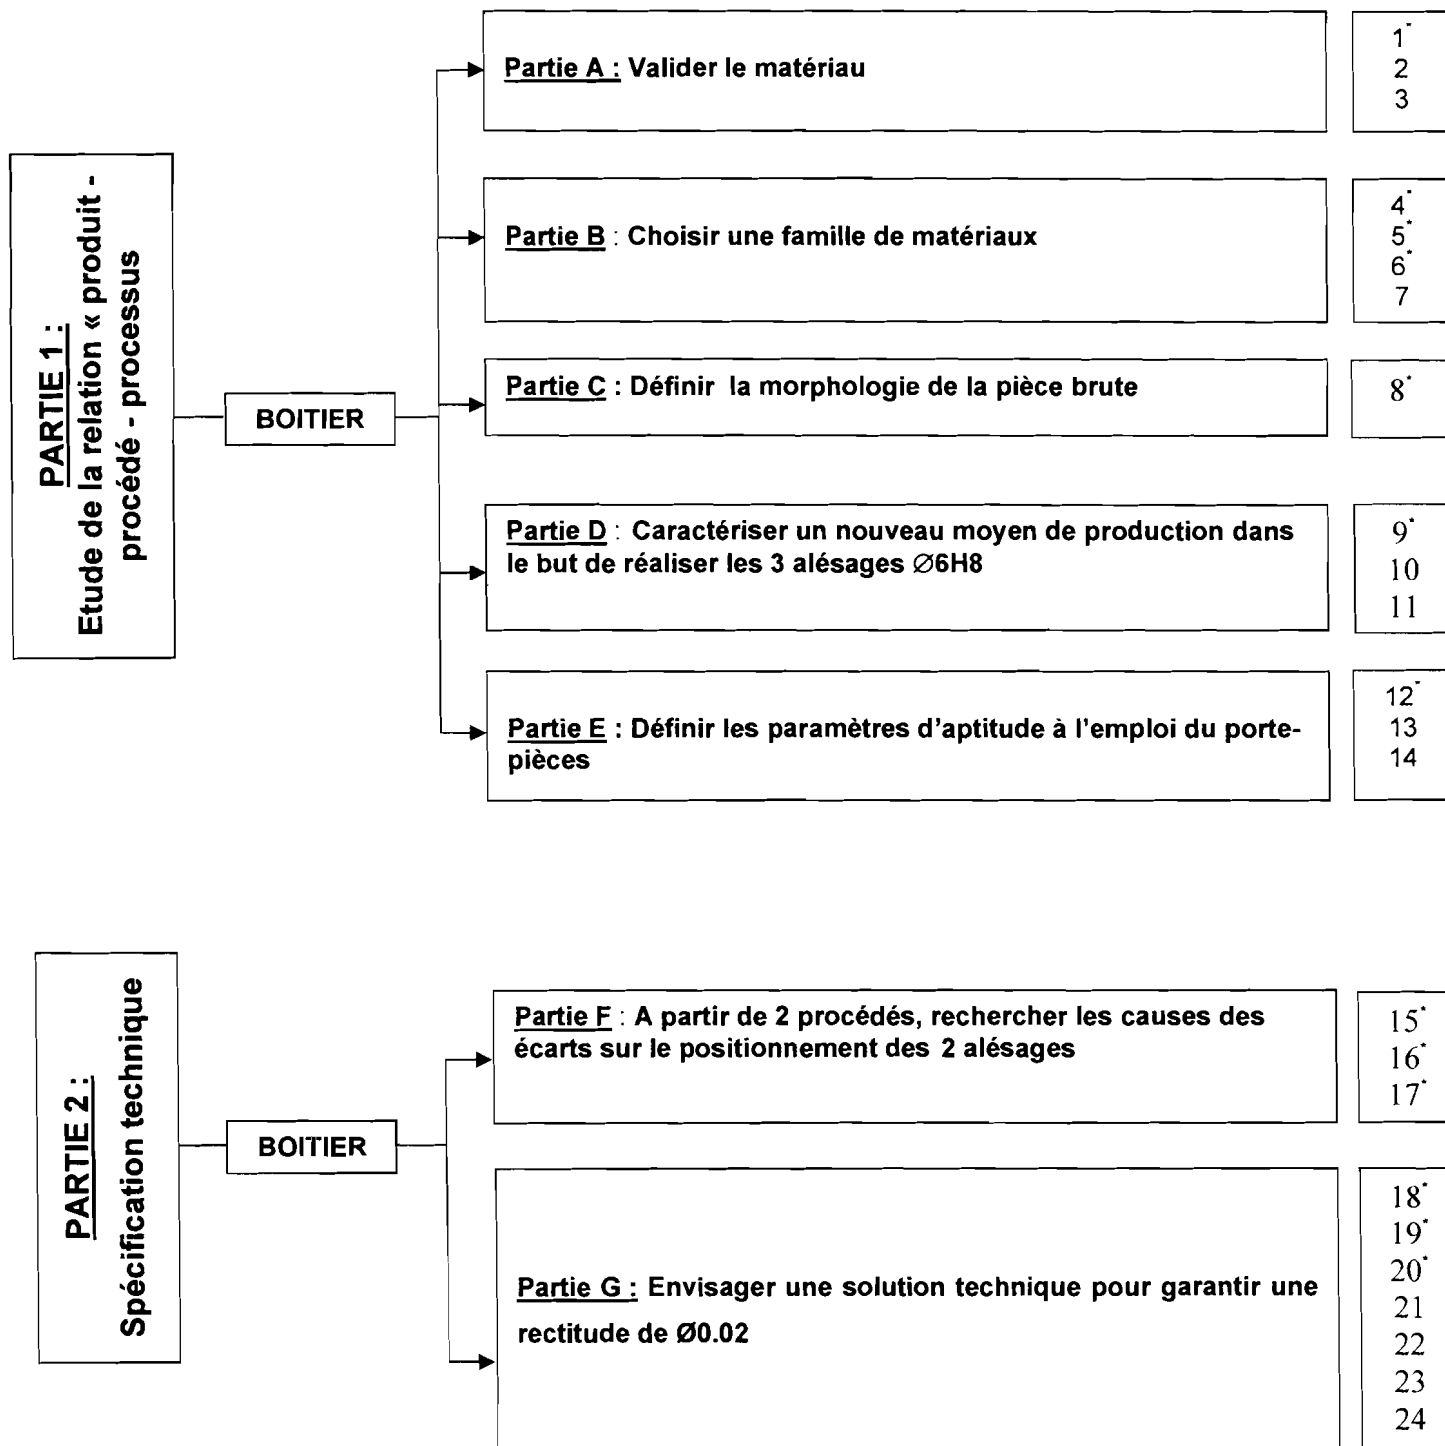 PARTIE 1 :
Etude de la relation « produit -
procédé - processus
BOITIER
Partie A : Valider le matériau
1*
2
3
Partie B : Choisir une famille de matériaux
4*
5*
6*
7
Partie C : Définir la morphologie de la pièce brute
8*
Partie D : Caractériser un nouveau moyen de production dans
le but de réaliser les 3 alésages Ø6H8
9*
10
11
Partie E : Définir les paramètres d'aptitude à l'emploi du porte-
pièces
12*
13
14
PARTIE 2 :
Spécification technique
BOITIER
Partie F : A partir de 2 procédés, rechercher les causes des
écarts sur le positionnement des 2 alésages
15*
16*
17*
Partie G : Envisager une solution technique pour garantir une
rectitude de Ø0.02
18*
19*
20*
21
22
23
24